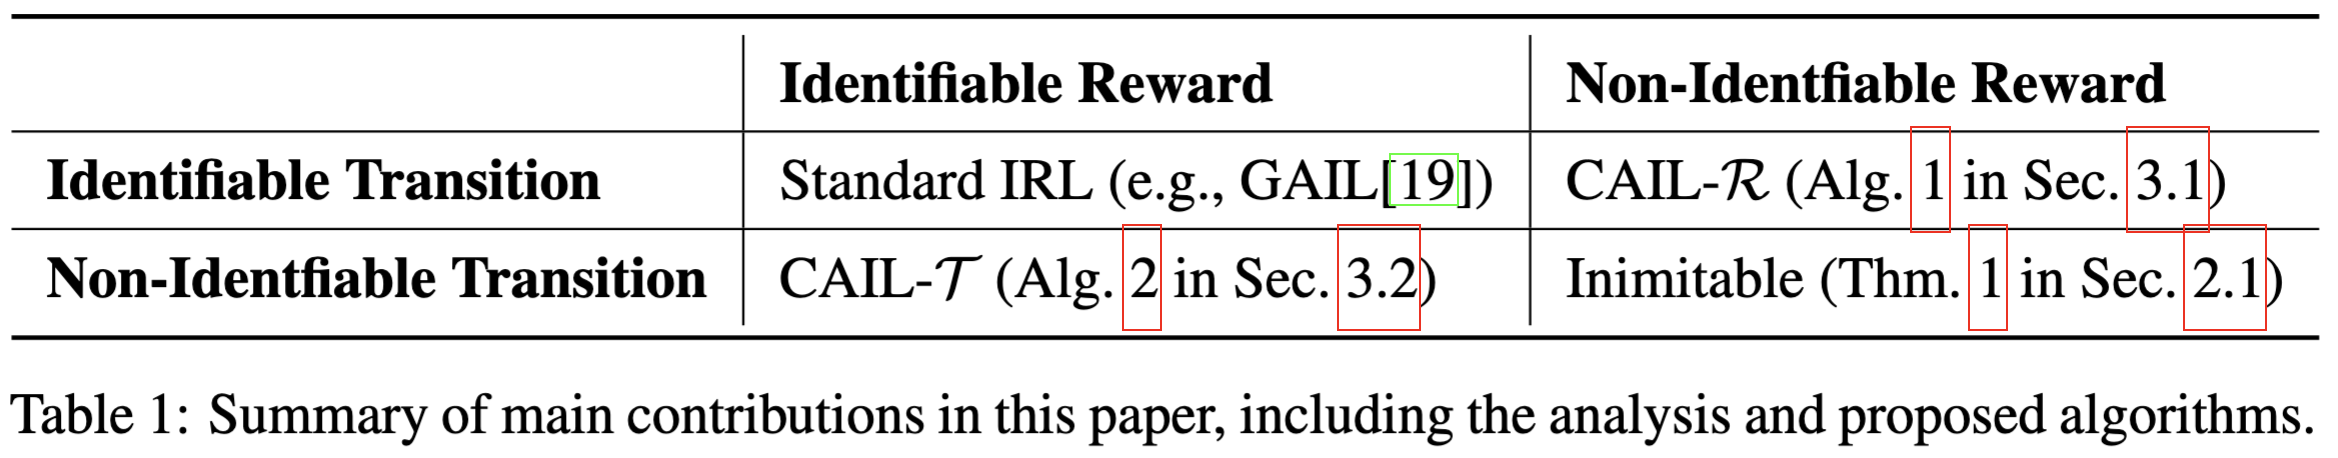 Identifiable Reward Non-Identfiable Reward
Identifiable Transition Standard IRL (e.g., GAIL[19]) CAIL-ℛ (Alg. 1 in Sec. 3.1)
Non-Identfiable Transition CAIL-𝒯 (Alg. 2 in Sec. 3.2) Inimitable (Thm. 1 in Sec. 2.1)
Table 1: Summary of main contributions in this paper, including the analysis and proposed algorithms.